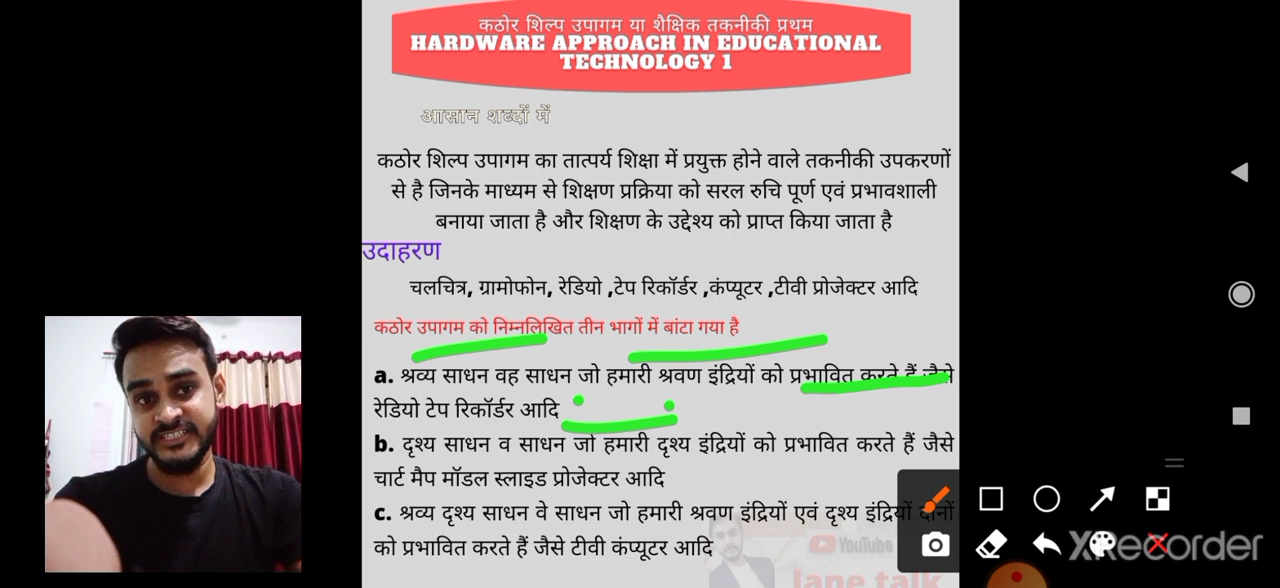 कठोर शिल्प उपागम या शैक्षिक तकनीकी प्रथम
HARDWARE APPROACH IN EDUCATIONAL
TECHNOLOGY 1
आसान शब्दों में
कठोर शिल्प उपागम का तात्पर्य शिक्षा में प्रयुक्त होने वाले तकनीकी उपकरणों
से है जिनके माध्यम से शिक्षण प्रक्रिया को सरल रुचि पूर्ण एवं प्रभावशाली
बनाया जाता है और शिक्षण के उद्देश्य को प्राप्त किया जाता है
उदाहरण
चलचित्र, ग्रामोफोन, रेडियो ,टेप रिकॉर्डर ,कंप्यूटर ,टीवी प्रोजेक्टर आदि
कठोर उपागम को निम्नलिखित तीन भागों में बांटा गया है
a. श्रव्य साधन वह साधन जो हमारी श्रवण इंद्रियों को प्रभावित करते हैं जैसे
रेडियो टेप रिकॉर्डर आदि
b. दृश्य साधन व साधन जो हमारी दृश्य इंद्रियों को प्रभावित करते हैं जैसे
चार्ट मैप मॉडल स्लाइड प्रोजेक्टर आदि
c. श्रव्य दृश्य साधन वे साधन जो हमारी श्रवण इंद्रियों एवं दृश्य इंद्रियों दोनों
को प्रभावित करते हैं जैसे टीवी कंप्यूटर आदि
YouTube
Jane talk
XRecorder